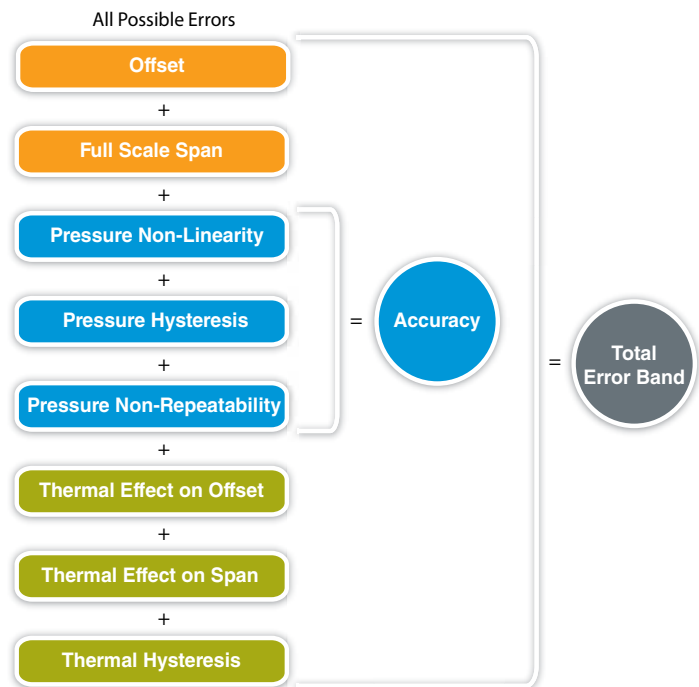 All Possible Errors
Offset
+
Full Scale Span
+
Pressure Non-Linearity
+
Pressure Hysteresis
+
Pressure Non-Repeatability
+
Thermal Effect on Offset
+
Thermal Effect on Span
+
Thermal Hysteresis
=
Accuracy
=
Total
Error Band